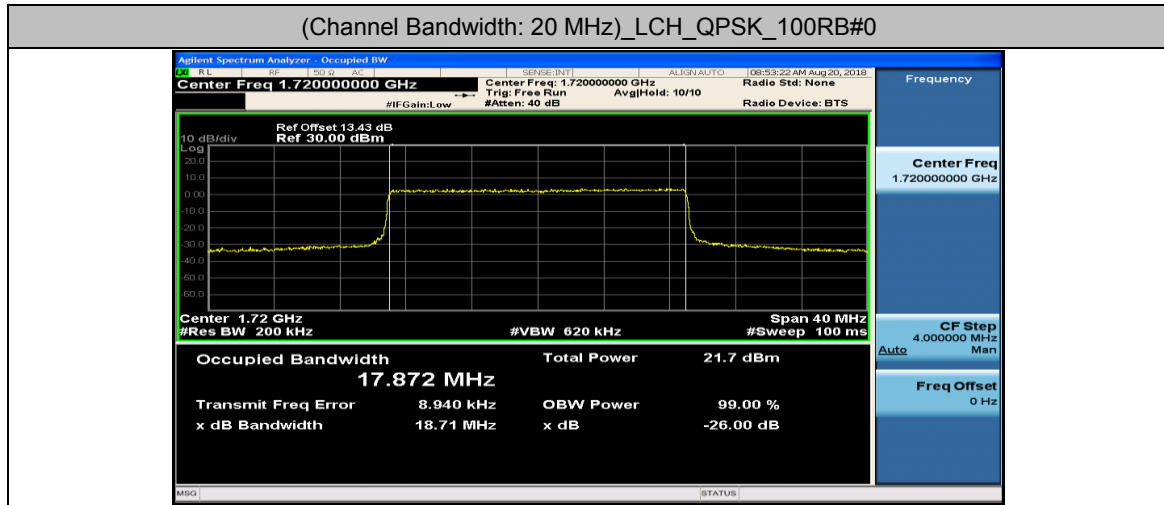 (Channel Bandwidth: 20 MHz)_LCH_QPSK_100RB#0
Agilent Spectrum Analyzer - Occupied BW
LXI RL RF 50 Ω AC SENSE:INT ALIGN AUTO 08:53:22 AM Aug 20, 2018
Center Freq 1.720000000 GHz
Center Freq: 1.720000000 GHz
Radio Std: None
Trig: Free Run Avg|Hold: 10/10
#IFGain:Low #Atten: 40 dB Radio Device: BTS
Ref Offset 13.43 dB
10 dB/div Ref 30.00 dBm
Log
20.0
10.0
0.00
-10.0
-20.0
-30.0
-40.0
-50.0
-60.0
Center 1.72 GHz Span 40 MHz
#Res BW 200 kHz #VBW 620 kHz #Sweep 100 ms
Occupied Bandwidth Total Power 21.7 dBm
17.872 MHz
Transmit Freq Error 8.940 kHz OBW Power 99.00 %
x dB Bandwidth 18.71 MHz x dB -26.00 dB
MSG STATUS
Frequency
Center Freq
1.720000000 GHz
CF Step
4.000000 MHz
Auto Man
Freq Offset
0 Hz